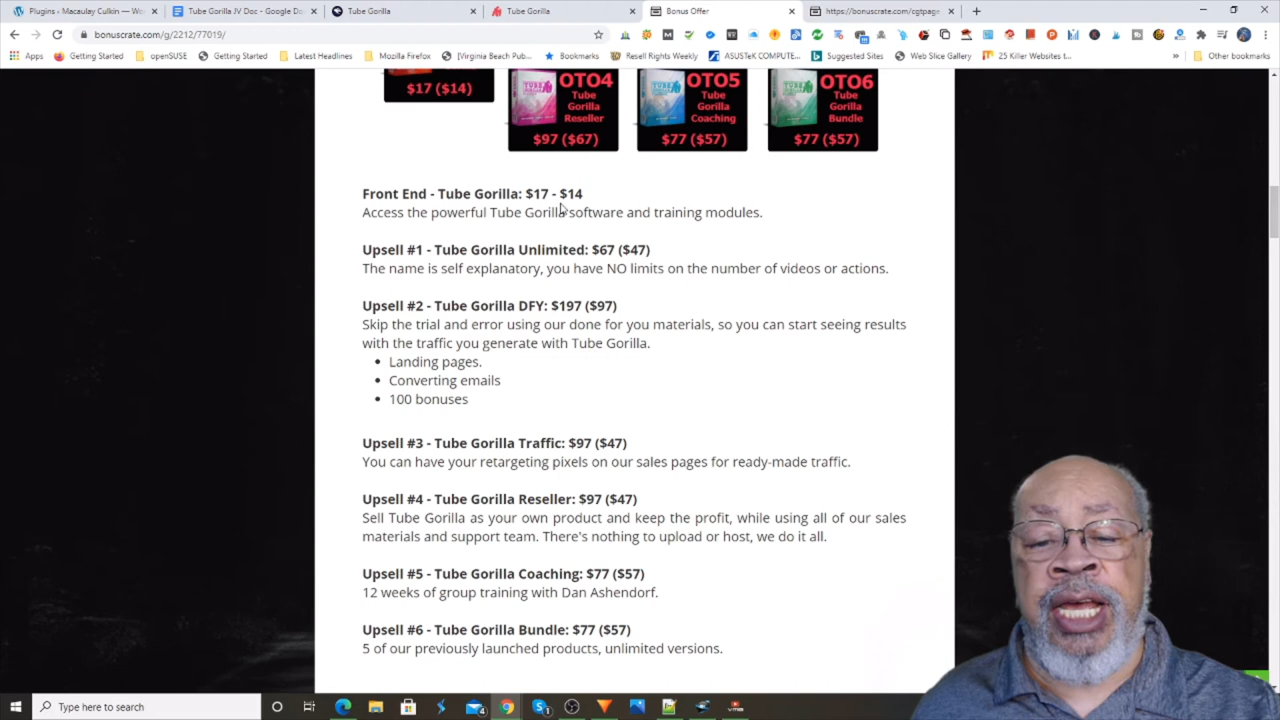 Plugins ‹ Macaulay Culkin — Wo
Tube Gorilla JV Doc - Google Do
Tube Gorilla
Tube Gorilla
Bonus Offer
https://bonuscrate.com/cgtpag
bonuscrate.com/g/2212/77019/
Apps
Getting Started
openSUSE
Getting Started
Latest Headlines
Mozilla Firefox
[Virginia Beach Pub...
Bookmarks
Resell Rights Weekly
ASUSTeK COMPUTE...
Suggested Sites
Web Slice Gallery
25 Killer Websites t...
Other bookmarks
$17 ($14)
OTO4
Tube
Gorilla
Reseller
$97 ($67)
OTO5
Tube
Gorilla
Coaching
$77 ($57)
OTO6
Tube
Gorilla
Bundle
$77 ($57)
Front End - Tube Gorilla: $17 - $14
Access the powerful Tube Gorilla software and training modules.
Upsell #1 - Tube Gorilla Unlimited: $67 ($47)
The name is self explanatory, you have NO limits on the number of videos or actions.
Upsell #2 - Tube Gorilla DFY: $197 ($97)
Skip the trial and error using our done for you materials, so you can start seeing results
with the traffic you generate with Tube Gorilla.
• Landing pages.
• Converting emails
• 100 bonuses
Upsell #3 - Tube Gorilla Traffic: $97 ($47)
You can have your retargeting pixels on our sales pages for ready-made traffic.
Upsell #4 - Tube Gorilla Reseller: $97 ($47)
Sell Tube Gorilla as your own product and keep the profit, while using all of our sales
materials and support team. There's nothing to upload or host, we do it all.
Upsell #5 - Tube Gorilla Coaching: $77 ($57)
12 weeks of group training with Dan Ashendorf.
Upsell #6 - Tube Gorilla Bundle: $77 ($57)
5 of our previously launched products, unlimited versions.
Type here to search